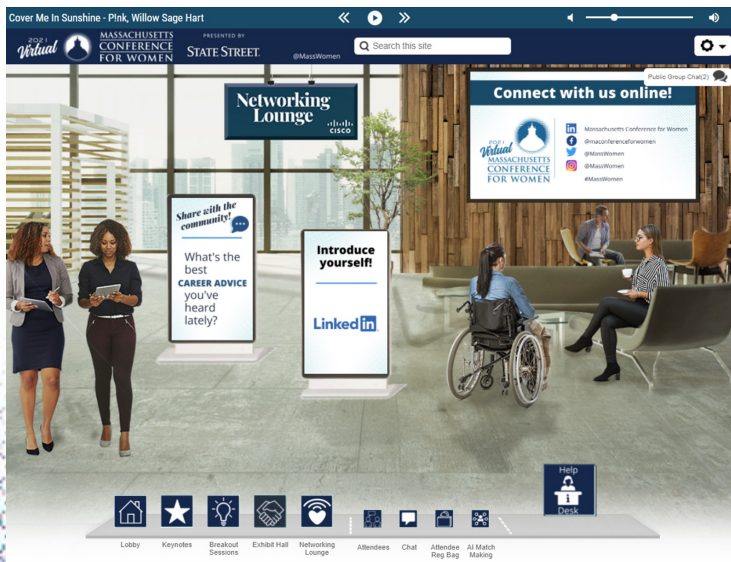 Cover Me In Sunshine - P!nk, Willow Sage Hart
2021
Virtual
MASSACHUSETTS
CONFERENCE
FOR WOMEN
PRESENTED BY
STATE STREET.
@MassWomen
Search this site
Public Group Chat(2)
Networking
Lounge
CISCO
Connect with us online!
2021
Virtual
MASSACHUSETTS
CONFERENCE
FOR WOMEN
in Massachusetts Conference for Women
f @maconferenceforwomen
@MassWomen
@MassWomen
#MassWomen
Share with the
community!
What's the
best
CAREER ADVICE
you've
heard
lately?
Introduce
yourself!
Linked in
Help
i
Desk
Lobby
Keynotes
Breakout
Sessions
Exhibit Hall
Networking
Lounge
Attendees
Chat
Attendee
Reg Bag
AI Match
Making